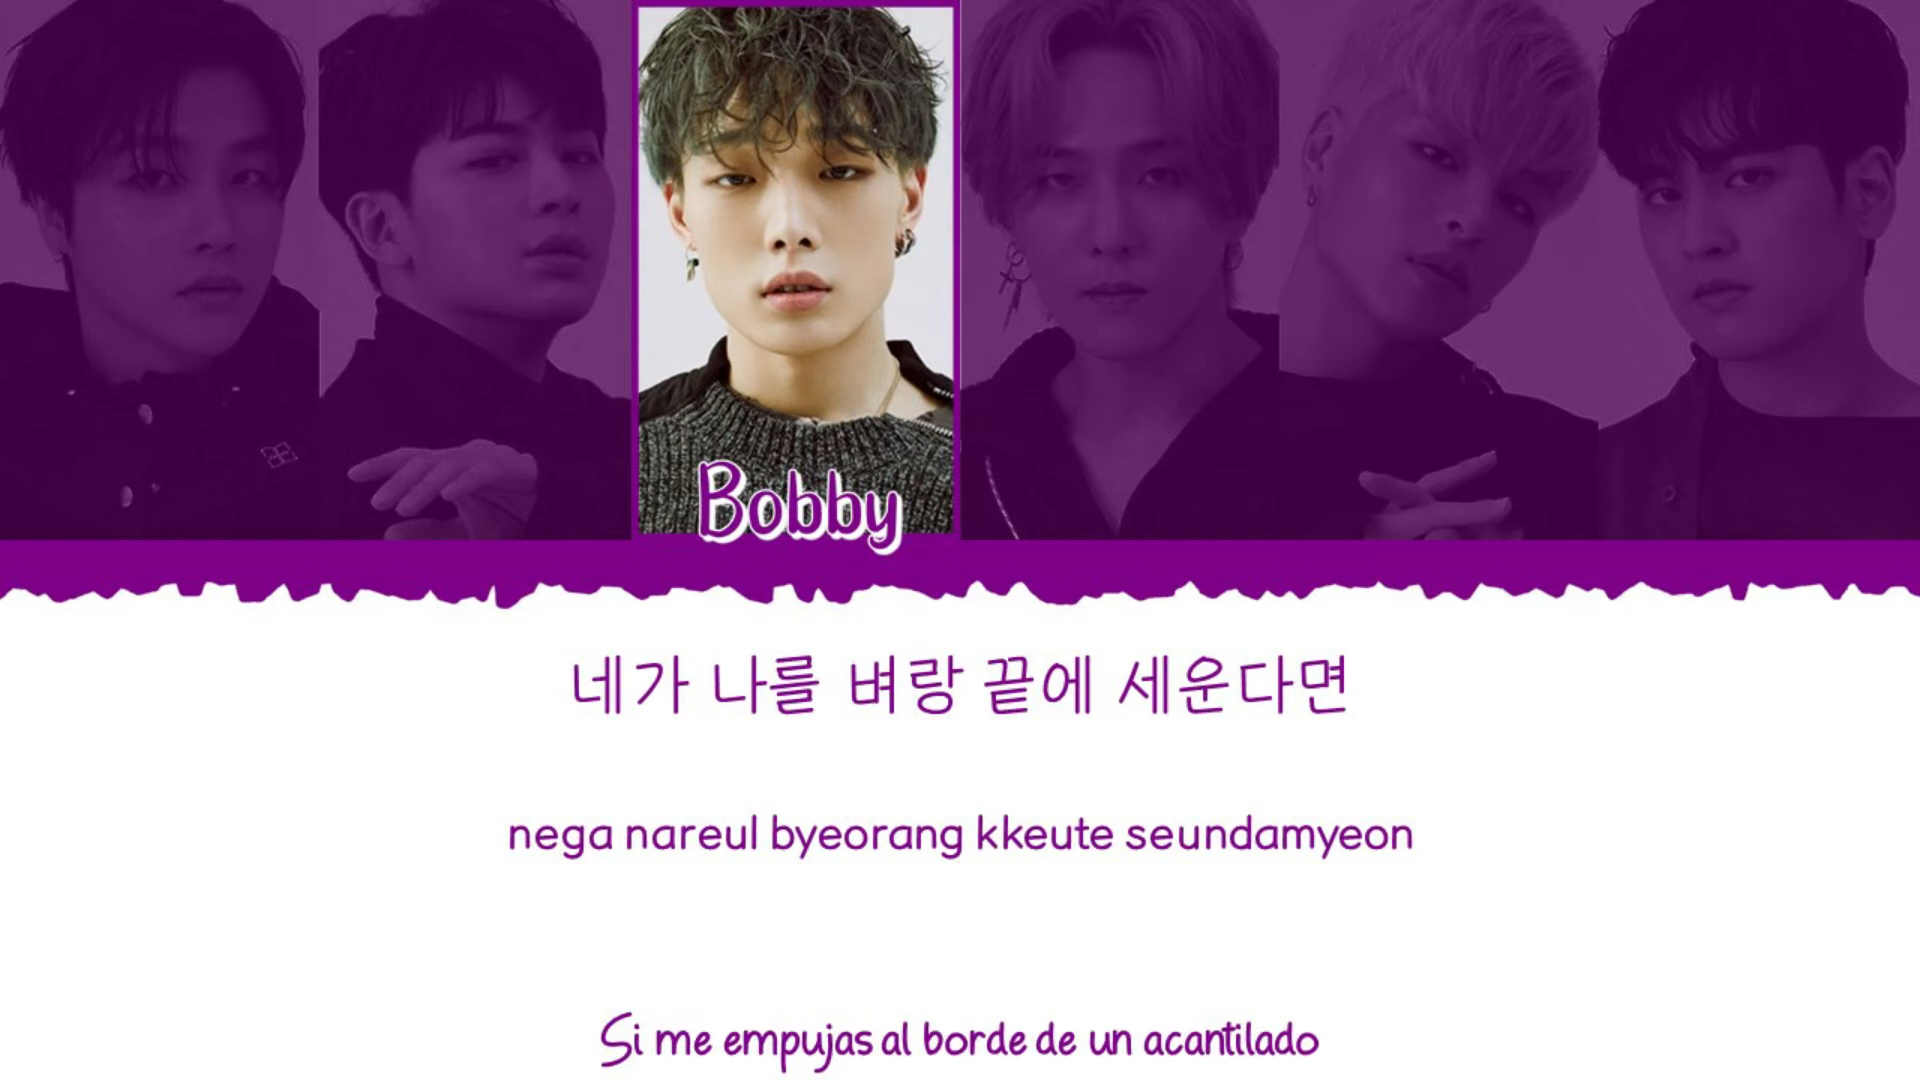 Bobby
네가 나를 벼랑 끝에 세운다면
nega nareul byeorang kkeute seundamyeon
Si me empujas al borde de un acantilado